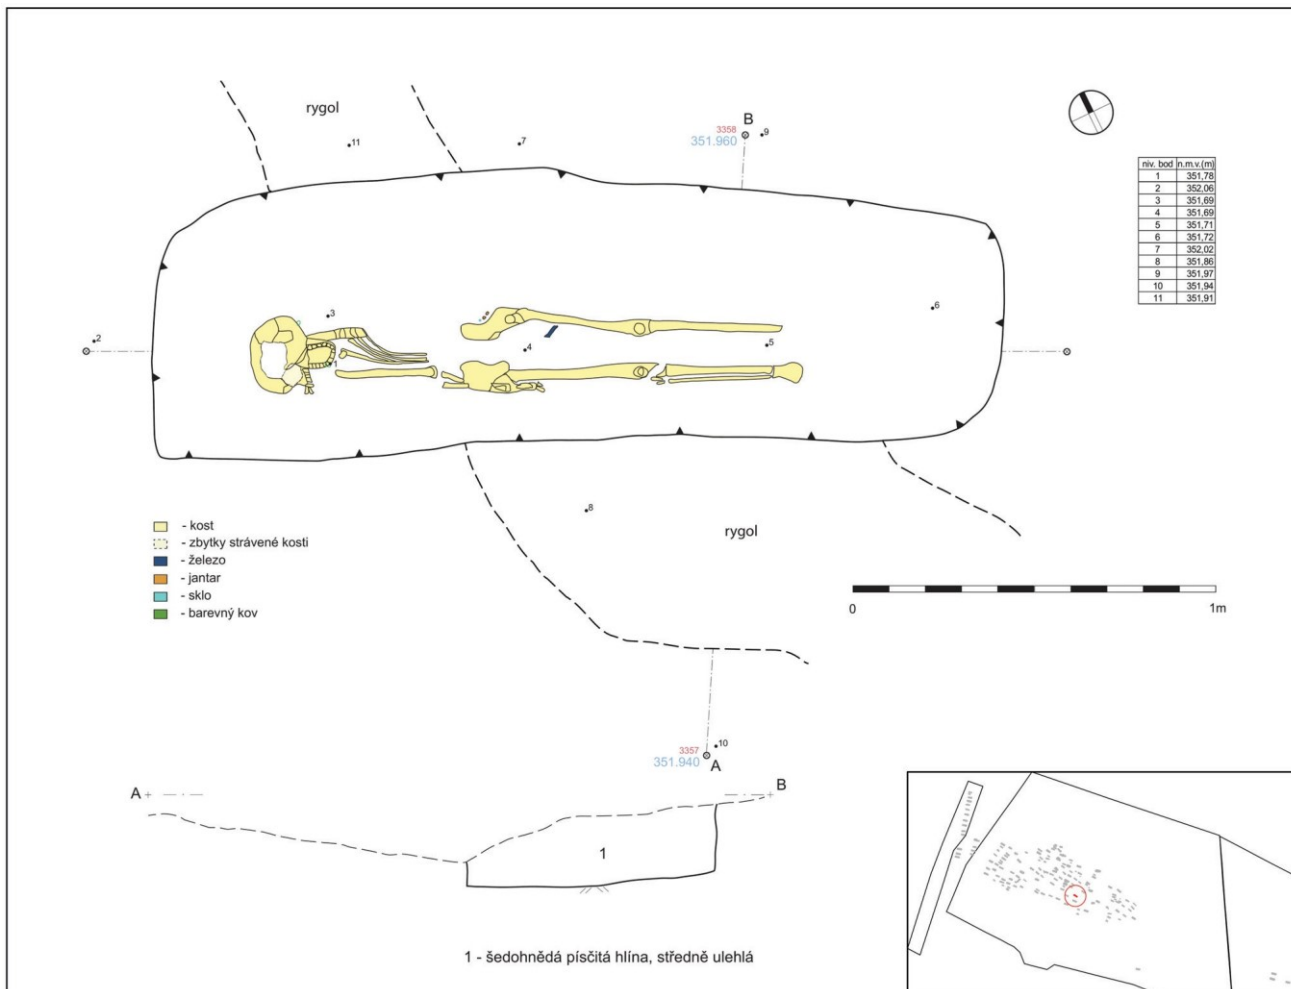 rygol
11
7
3358
B
351.960
9
niv. bod n.m.v.(m)
1 351,78
2 352,06
3 351,69
4 351,69
5 351,71
6 351,72
7 352,02
8 351,86
9 351,97
10 351,94
11 351,91
3
6
2
5
4
1
8
rygol
- kost
- zbytky strávené kosti
- železo
- jantar
- sklo
- barevný kov
0 1m
3357
10
351.940
A
A
B
1
1 - šedohnědá písčitá hlína, středně ulehlá